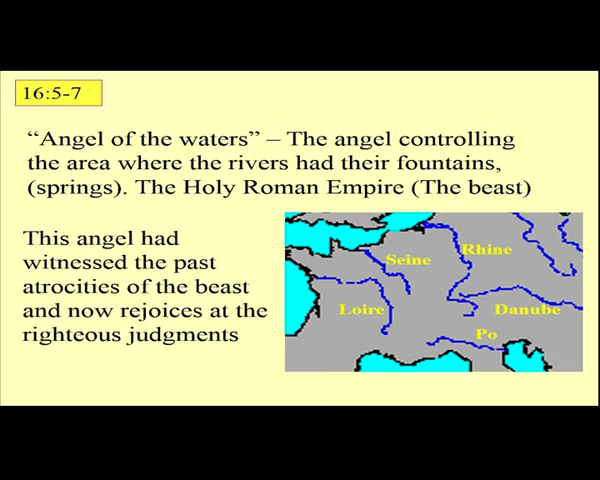 16:5-7
“Angel of the waters” – The angel controlling
the area where the rivers had their fountains,
(springs). The Holy Roman Empire (The beast)
This angel had
witnessed the past
atrocities of the beast
and now rejoices at the
righteous judgments
Seine
Rhine
Loire
Danube
Po